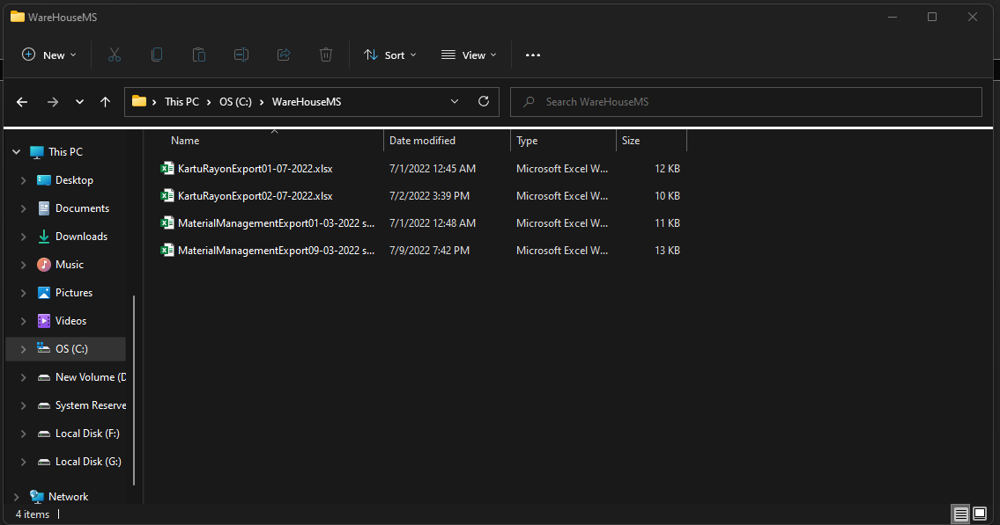 WareHouseMS
New Sort View
This PC OS (C:) WareHouseMS Search WareHouseMS
Name Date modified Type Size
KartuRayonExport01-07-2022.xlsx 7/1/2022 12:45 AM Microsoft Excel W... 12 KB
KartuRayonExport02-07-2022.xlsx 7/2/2022 3:39 PM Microsoft Excel W... 10 KB
MaterialManagementExport01-03-2022 s... 7/1/2022 12:48 AM Microsoft Excel W... 11 KB
MaterialManagementExport09-03-2022 s... 7/9/2022 7:42 PM Microsoft Excel W... 13 KB
This PC
Desktop
Documents
Downloads
Music
Pictures
Videos
OS (C:)
New Volume (D
System Reserve
Local Disk (F:)
Local Disk (G:)
Network
4 items